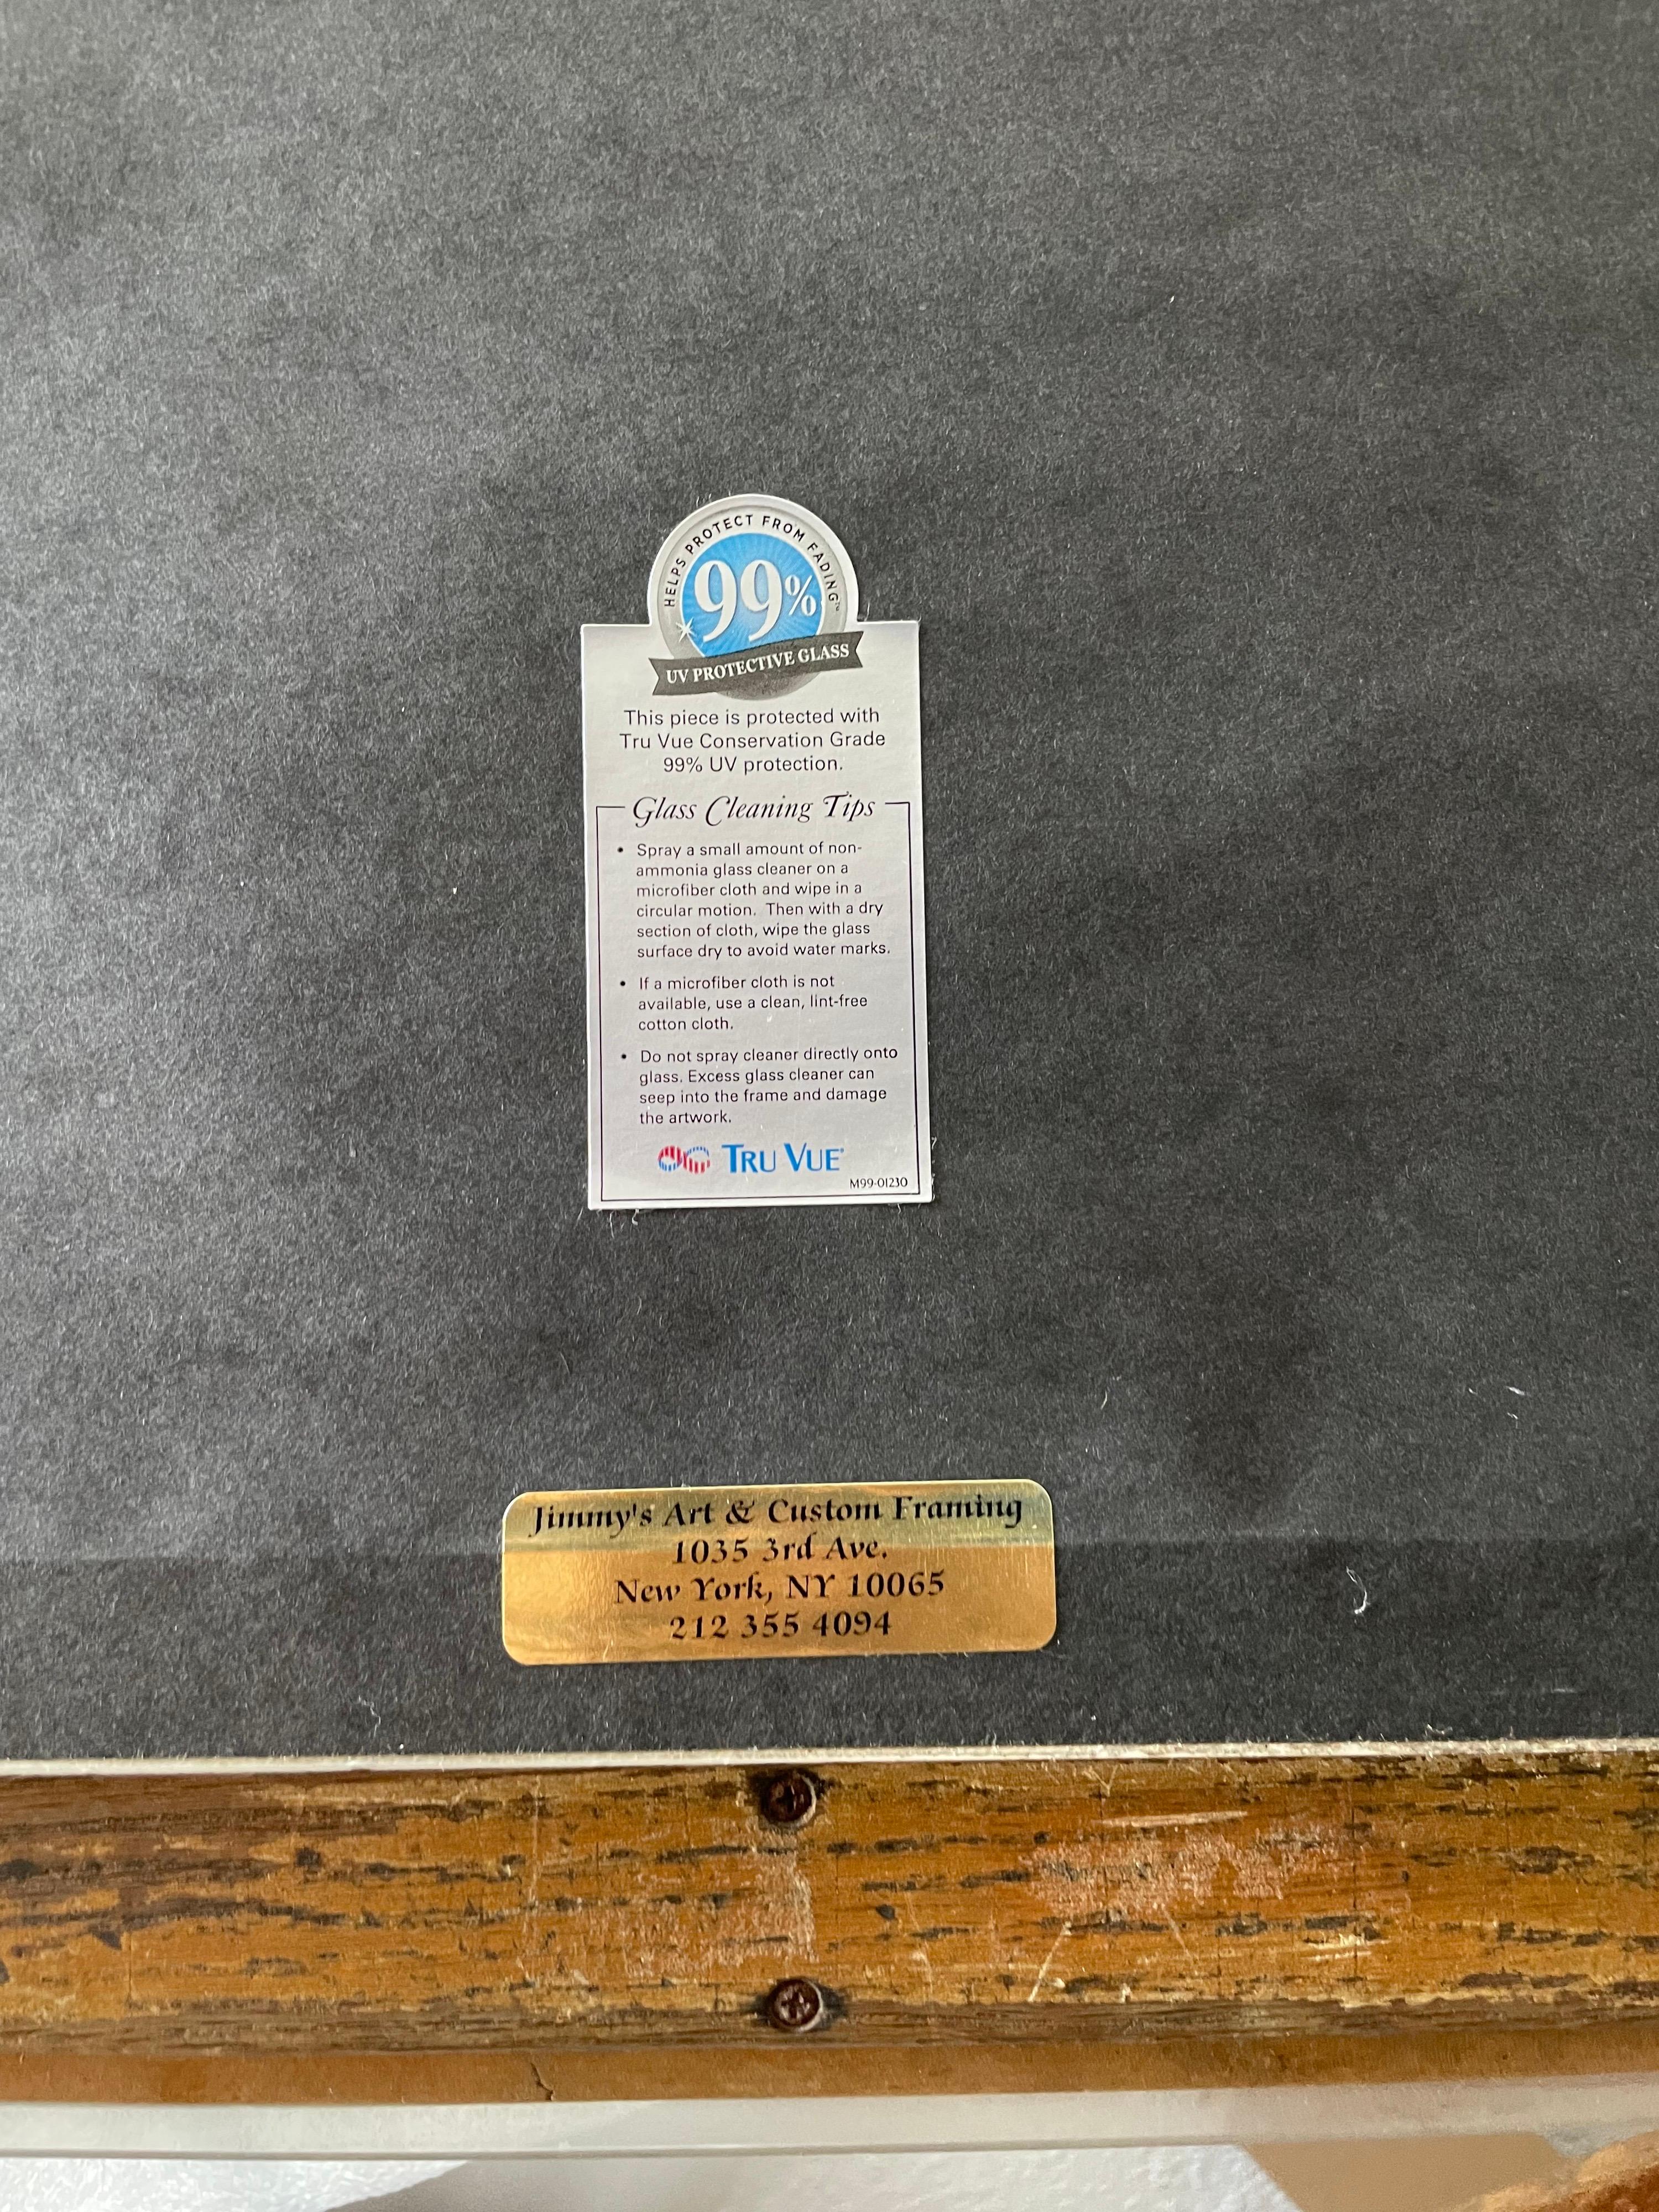 HELPS PROTECT FROM FADING™
99%
UV PROTECTIVE GLASS
This piece is protected with
Tru Vue Conservation Grade
99% UV protection.
Glass Cleaning Tips
• Spray a small amount of non-
ammonia glass cleaner on a
microfiber cloth and wipe in a
circular motion. Then with a dry
section of cloth, wipe the glass
surface dry to avoid water marks.
• If a microfiber cloth is not
available, use a clean, lint-free
cotton cloth.
• Do not spray cleaner directly onto
glass. Excess glass cleaner can
seep into the frame and damage
the artwork.
TRU VUE®
M99-01230
Jimmy's Art & Custom Framing
1035 3rd Ave.
New York, NY 10065
212 355 4094